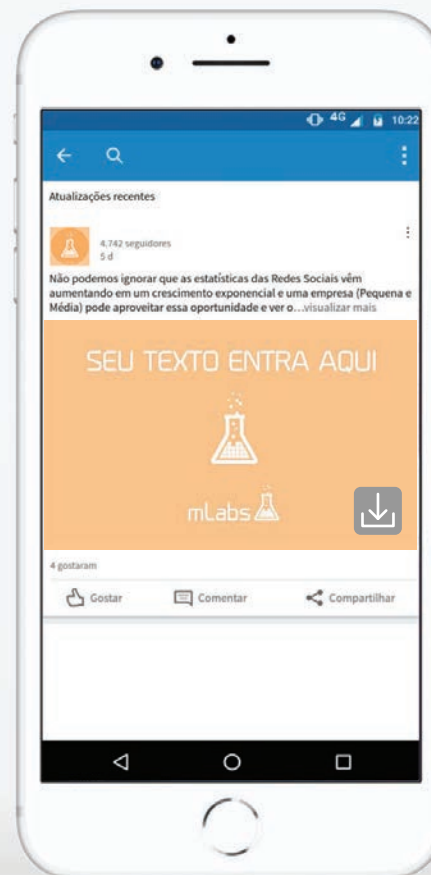 4G 10:22
Atualizações recentes
4.742 seguidores
5 d
Não podemos ignorar que as estatísticas das Redes Sociais vêm
aumentando em um crescimento exponencial e uma empresa (Pequena e
Média) pode aproveitar essa oportunidade e ver o...visualizar mais
SEU TEXTO ENTRA AQUI
mLabs
4 gostaram
Gostar Comentar Compartilhar